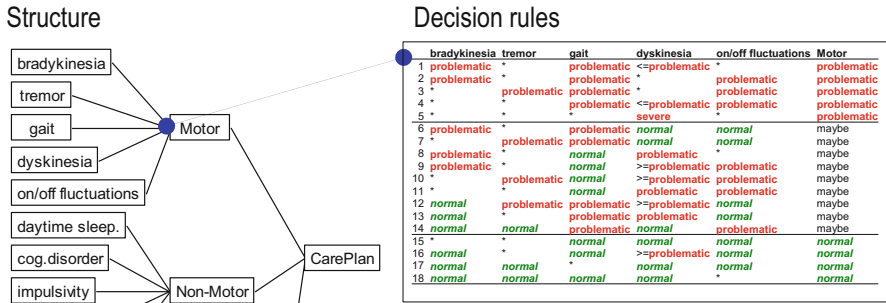 Structure
bradykinesia
tremor
gait
dyskinesia
on/off fluctuations
Motor
daytime sleep.
cog.disorder
impulsivity
Non-Motor
CarePlan
Decision rules
bradykinesia tremor gait dyskinesia on/off fluctuations Motor
1 problematic * problematic <=problematic * problematic
2 problematic * problematic * problematic problematic
3 * problematic problematic * problematic problematic
4 * * problematic <=problematic problematic problematic
5 * * * severe * problematic
6 problematic * problematic normal normal maybe
7 * problematic problematic normal normal maybe
8 problematic * normal problematic * maybe
9 problematic * normal >=problematic problematic maybe
10 * problematic normal >=problematic problematic maybe
11 * * normal problematic problematic maybe
12 normal problematic problematic >=problematic normal maybe
13 normal * problematic problematic normal maybe
14 normal normal problematic normal problematic maybe
15 * * normal normal normal normal
16 normal * normal >=problematic normal normal
17 normal normal * normal normal normal
18 normal normal normal normal * normal